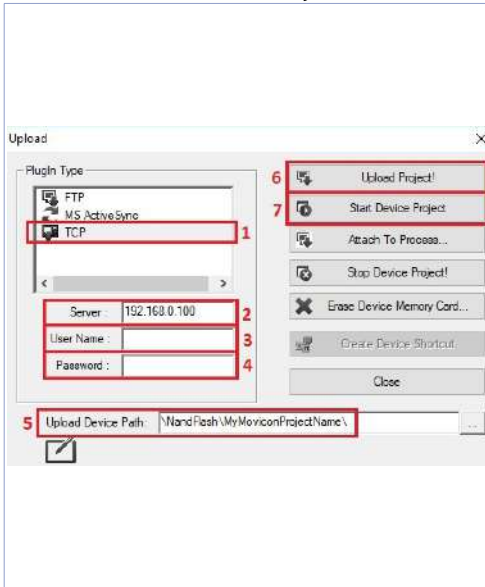 Upload
PlugIn Type
FTP
MS ActiveSync
TCP
1
Server :
192.168.0.100
2
User Name :
3
Password :
4
5
Upload Device Path:
\NandFlash\MyMoviconProjectName\
...
6
Upload Project!
7
Start Device Project
Attach To Process...
Stop Device Project!
Erase Device Memory Card...
Create Device Shortcut
Close